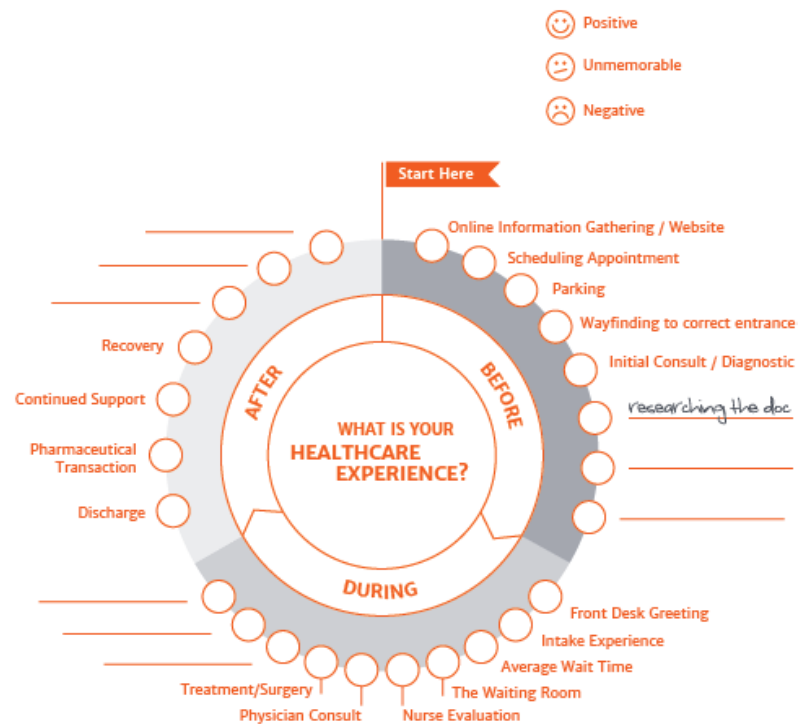 Positive
Unmemorable
Negative
Start Here
Online Information Gathering / Website
Scheduling Appointment
Parking
Wayfinding to correct entrance
Initial Consult / Diagnostic
researching the doc
BEFORE
Front Desk Greeting
Intake Experience
Average Wait Time
The Waiting Room
Nurse Evaluation
Physician Consult
Treatment/Surgery
DURING
Discharge
Pharmaceutical
Transaction
Continued Support
Recovery
AFTER
WHAT IS YOUR
HEALTHCARE
EXPERIENCE?